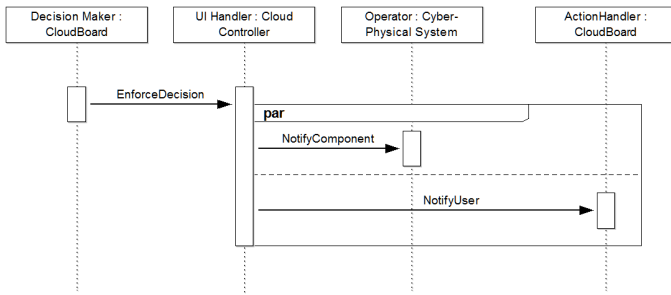 Decision Maker :
CloudBoard
UI Handler : Cloud
Controller
Operator : Cyber-
Physical System
ActionHandler :
CloudBoard
EnforceDecision
par
NotifyComponent
NotifyUser